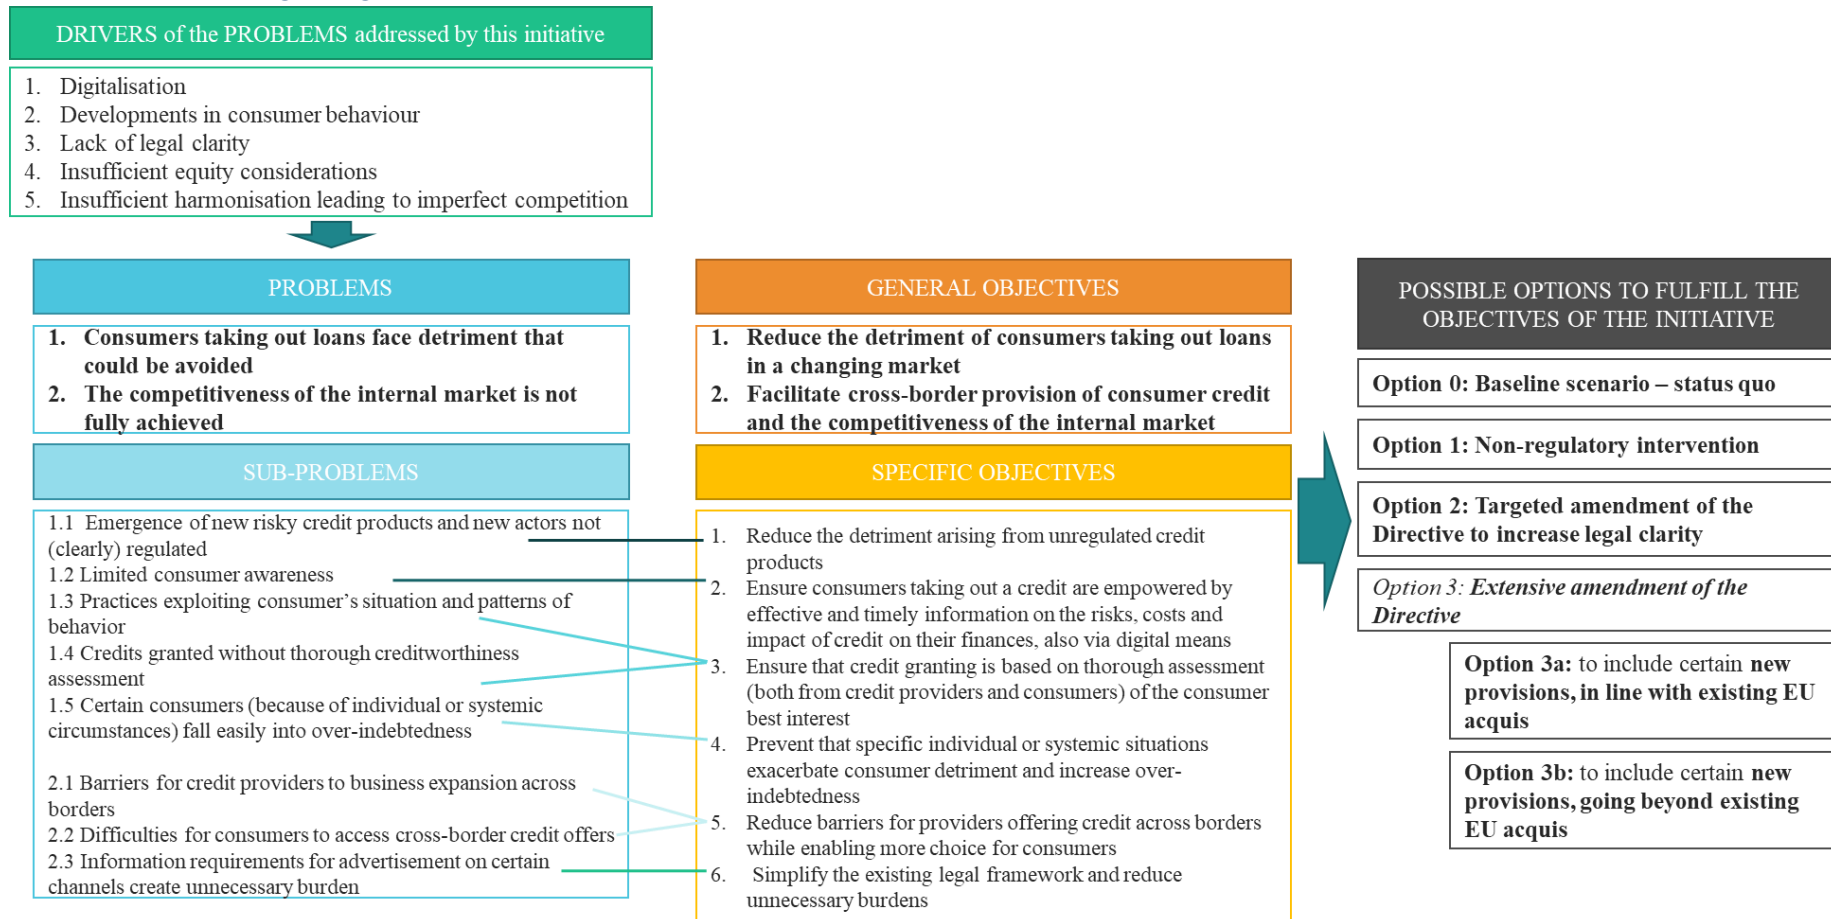 DRIVERS of the PROBLEMS addressed by this initiative
1. Digitalisation
2. Developments in consumer behaviour
3. Lack of legal clarity
4. Insufficient equity considerations
5. Insufficient harmonisation leading to imperfect competition
PROBLEMS
1. Consumers taking out loans face detriment that
could be avoided
2. The competitiveness of the internal market is not
fully achieved
SUB-PROBLEMS
1.1 Emergence of new risky credit products and new actors not
(clearly) regulated
1.2 Limited consumer awareness
1.3 Practices exploiting consumer’s situation and patterns of
behavior
1.4 Credits granted without thorough creditworthiness
assessment
1.5 Certain consumers (because of individual or systemic
circumstances) fall easily into over-indebtedness
2.1 Barriers for credit providers to business expansion across
borders
2.2 Difficulties for consumers to access cross-border credit offers
2.3 Information requirements for advertisement on certain
channels create unnecessary burden
GENERAL OBJECTIVES
1. Reduce the detriment of consumers taking out loans
in a changing market
2. Facilitate cross-border provision of consumer credit
and the competitiveness of the internal market
SPECIFIC OBJECTIVES
1. Reduce the detriment arising from unregulated credit
products
2. Ensure consumers taking out a credit are empowered by
effective and timely information on the risks, costs and
impact of credit on their finances, also via digital means
3. Ensure that credit granting is based on thorough assessment
(both from credit providers and consumers) of the consumer
best interest
4. Prevent that specific individual or systemic situations
exacerbate consumer detriment and increase over-
indebtedness
5. Reduce barriers for providers offering credit across borders
while enabling more choice for consumers
6. Simplify the existing legal framework and reduce
unnecessary burdens
POSSIBLE OPTIONS TO FULFILL THE
OBJECTIVES OF THE INITIATIVE
Option 0: Baseline scenario – status quo
Option 1: Non-regulatory intervention
Option 2: Targeted amendment of the
Directive to increase legal clarity
Option 3: Extensive amendment of the
Directive
Option 3a: to include certain new
provisions, in line with existing EU
acquis
Option 3b: to include certain new
provisions, going beyond existing
EU acquis